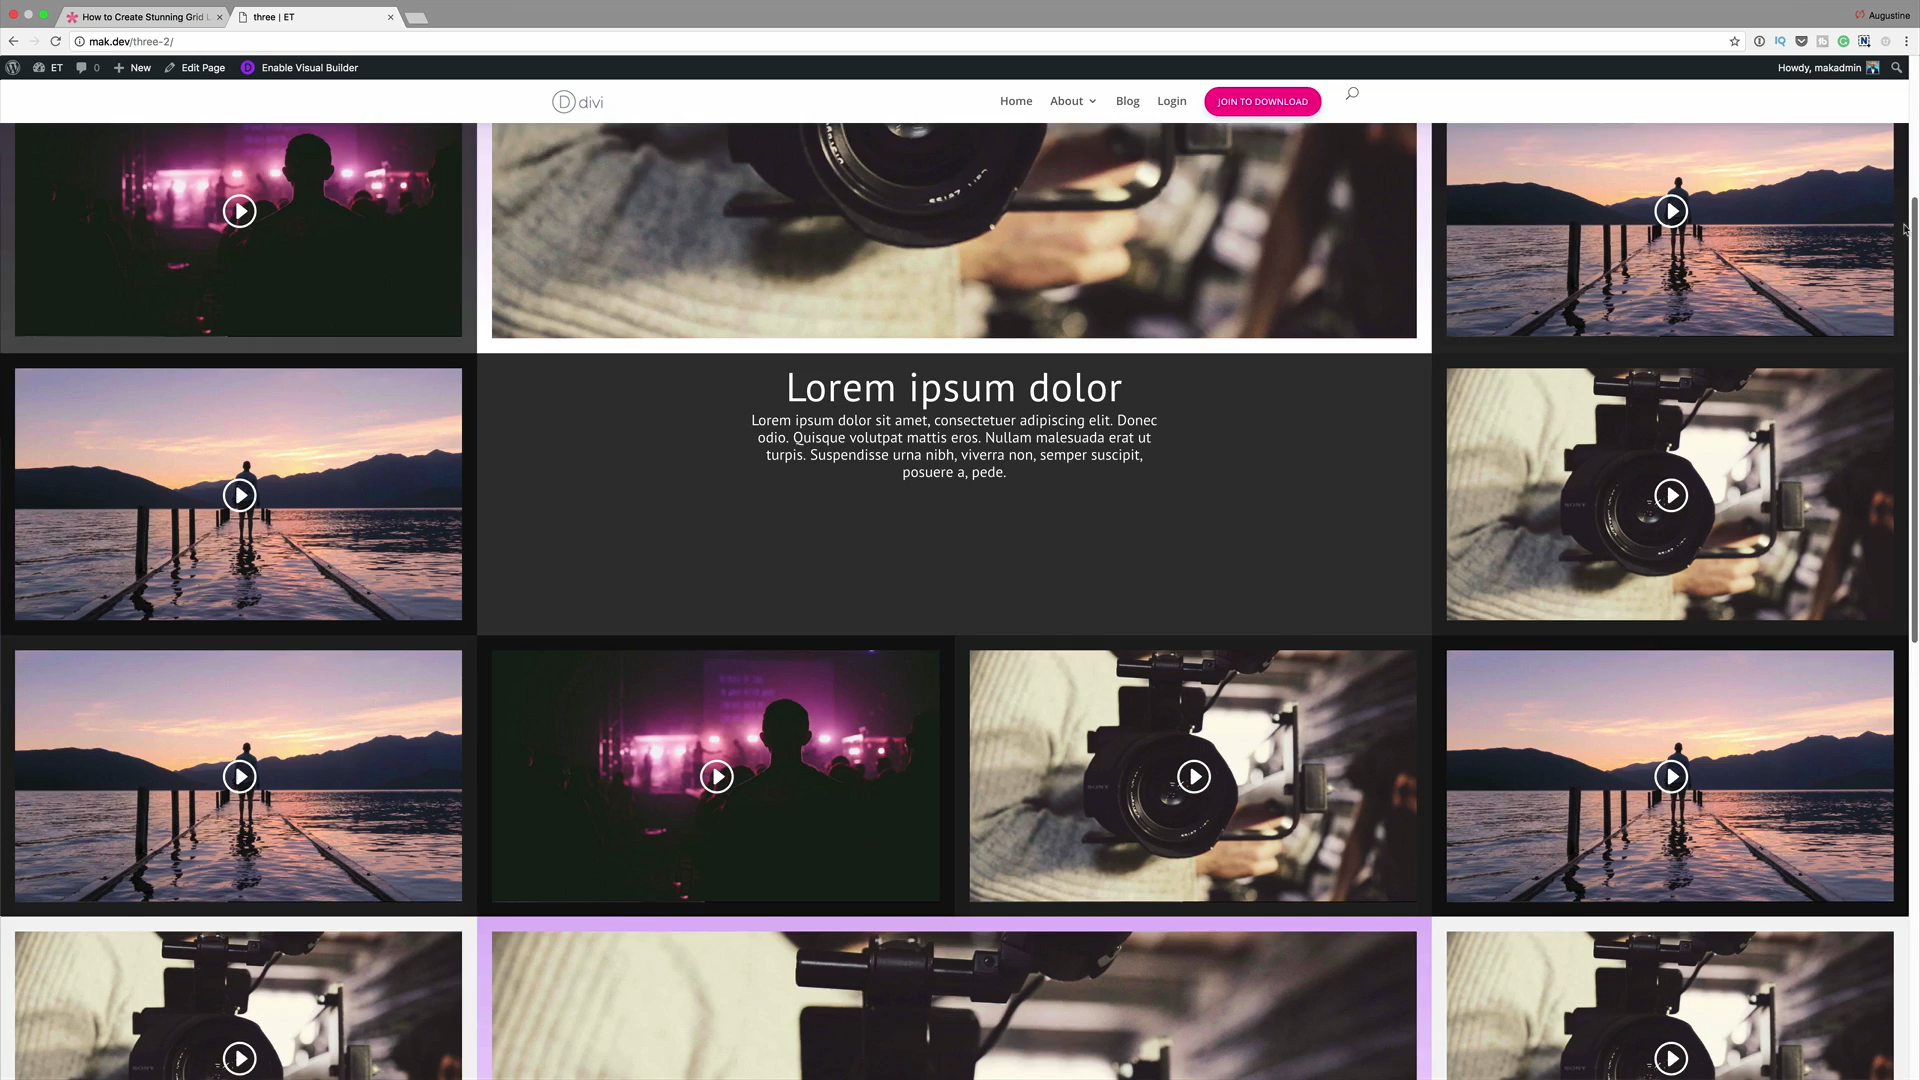 How to Create Stunning Grid L
three | ET
Augustine
mak.dev/three-2/
ET
0
New
Edit Page
Enable Visual Builder
Howdy, makadmin
D divi
Home
About
Blog
Login
JOIN TO DOWNLOAD
Lorem ipsum dolor
Lorem ipsum dolor sit amet, consectetuer adipiscing elit. Donec
odio. Quisque volutpat mattis eros. Nullam malesuada erat ut
turpis. Suspendisse urna nibh, viverra non, semper suscipit,
posuere a, pede.
SONY